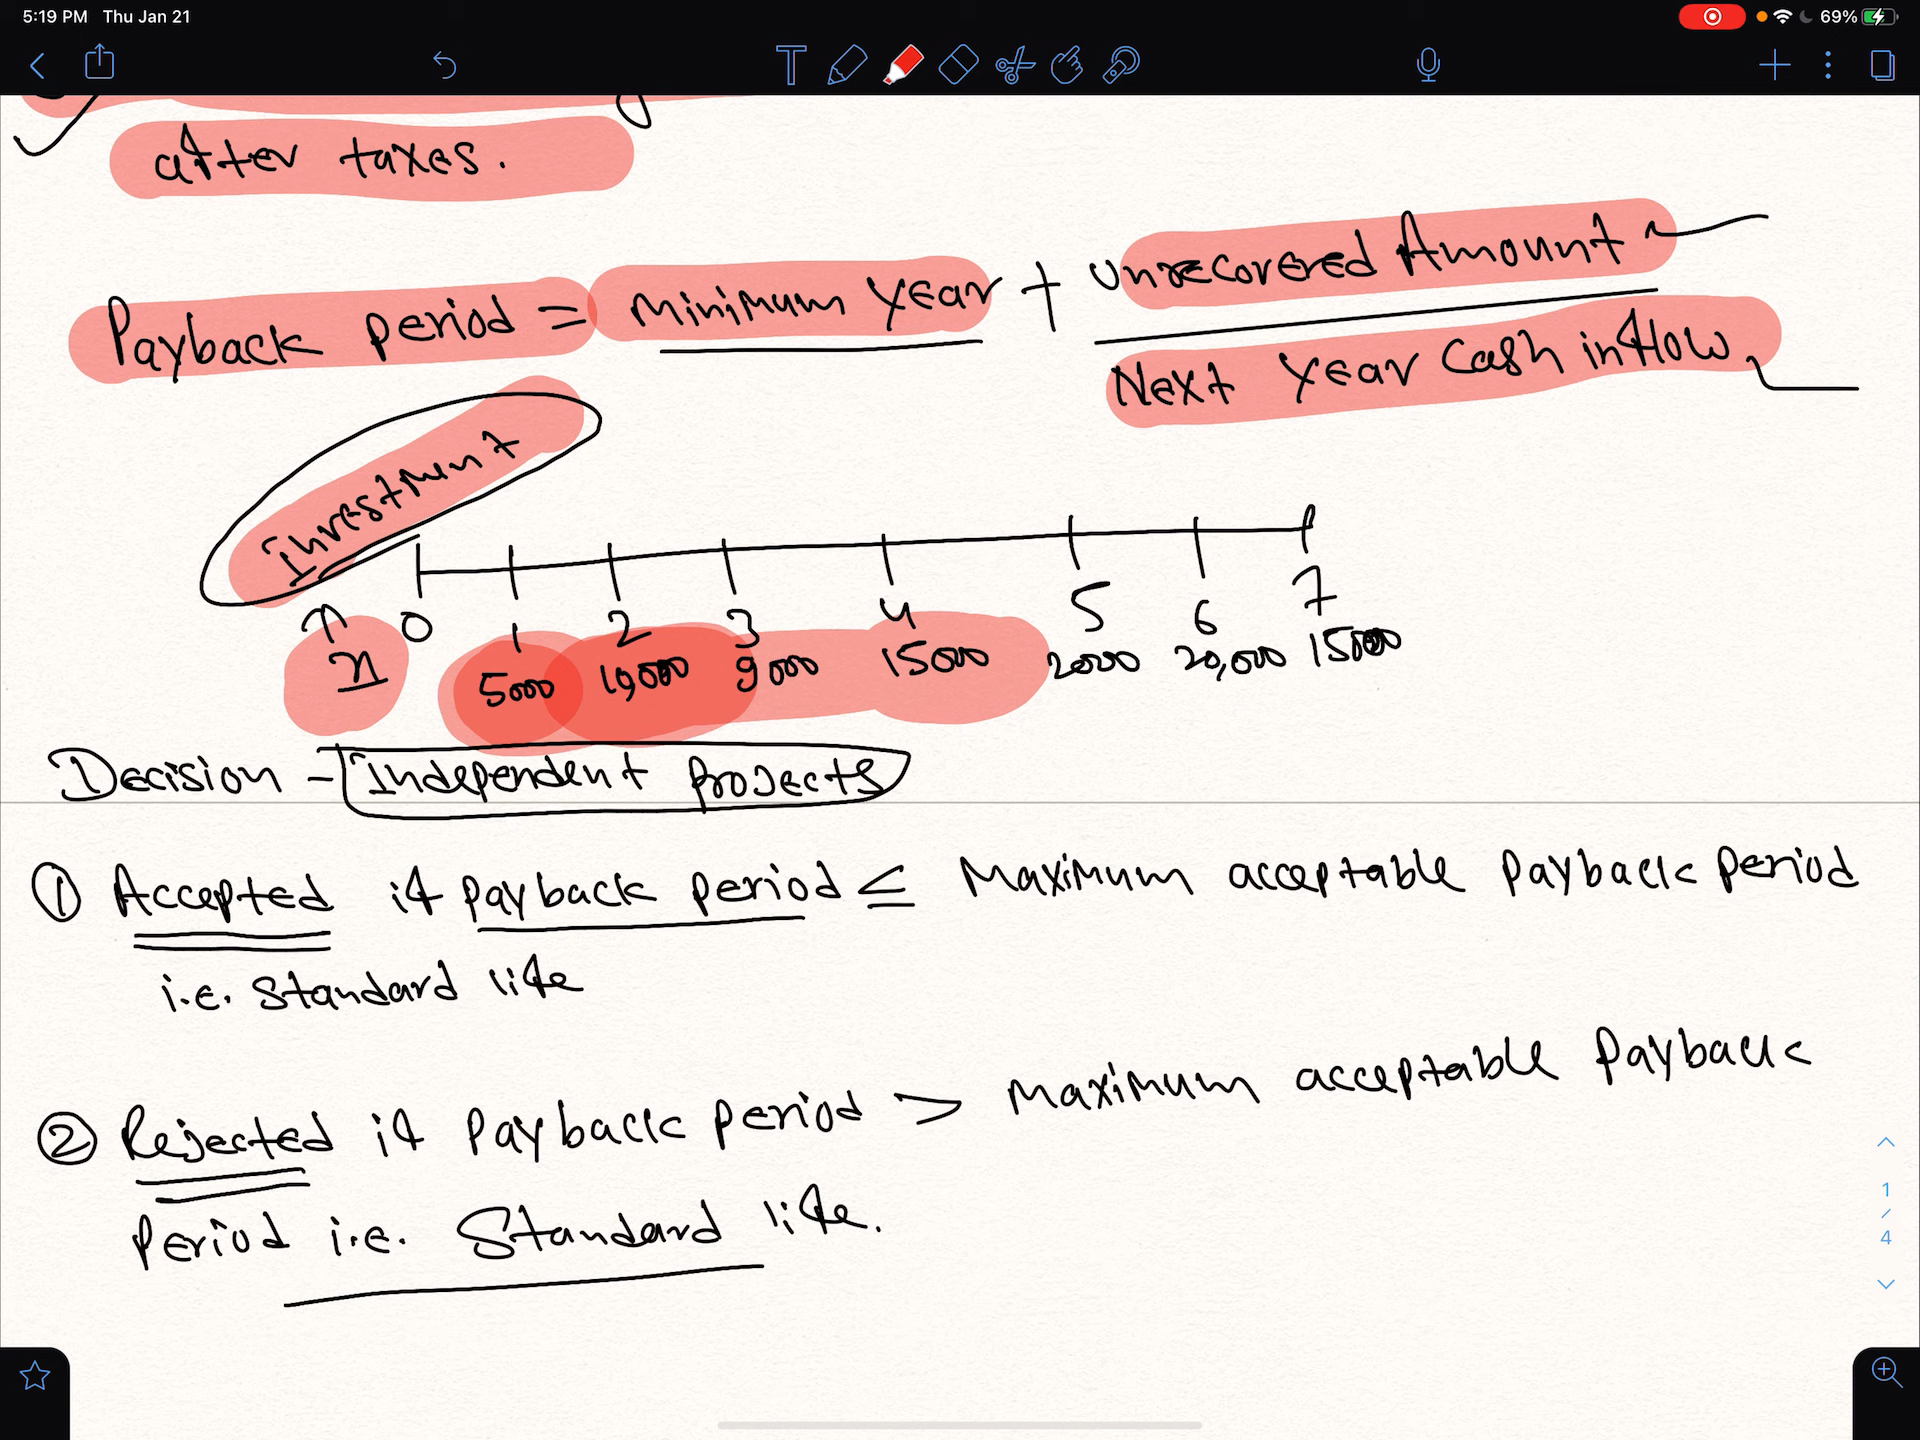 5:19 PM Thu Jan 21
69%
after taxes.
Payback period = Minimum Year + Unrecovered Amount
Next Year Cash inflow
Investment
0 1 2 3 4 5 6 7
5000 10,000 9000 15000 2000 20,000 15000
Decision - Independent Projects
① Accepted if payback period ≤ Maximum acceptable Payback Period
i.e. Standard life
② Rejected if Payback period > Maximum acceptable Payback
Period i.e. Standard life.
1
/
4